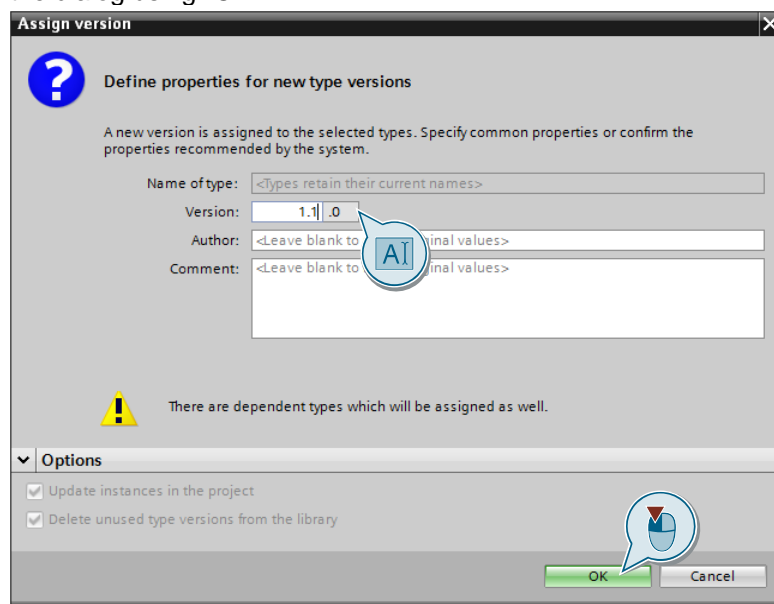 Assign version
Define properties for new type versions
A new version is assigned to the selected types. Specify common properties or confirm the
properties recommended by the system.
Name of type: <Types retain their current names>
Version: 1.1 .0
Author: <Leave blank to inal values>
Comment: <Leave blank to inal values>
AI
There are dependent types which will be assigned as well.
Options
Update instances in the project
Delete unused type versions from the library
OK Cancel